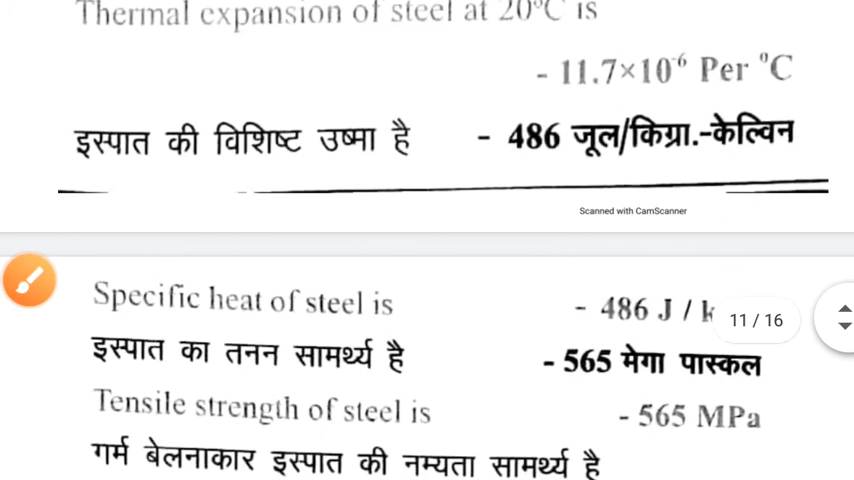 Thermal expansion of steel at 20⁰C is
- 11.7×10⁻⁶ Per ⁰C
इस्पात की विशिष्ट उष्मा है - 486 जूल/किग्रा.-केल्विन
Scanned with CamScanner
Specific heat of steel is - 486 J /
11 / 16
इस्पात का तनन सामर्थ्य है - 565 मेगा पास्कल
Tensile strength of steel is - 565 MPa
गर्म बेलनाकार इस्पात की नम्यता सामर्थ्य है